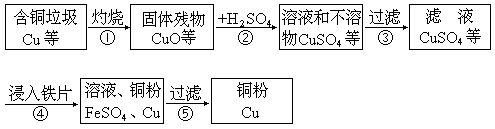 含铜垃圾 灼烧 固体残物 +H₂SO₄ 溶液和不溶 过滤 滤 液
Cu等 ① CuO等 ② 物CuSO₄等 ③ CuSO₄ 等
浸入铁片 溶液、铜粉 过滤 铜粉
④ FeSO₄、Cu ⑤ Cu